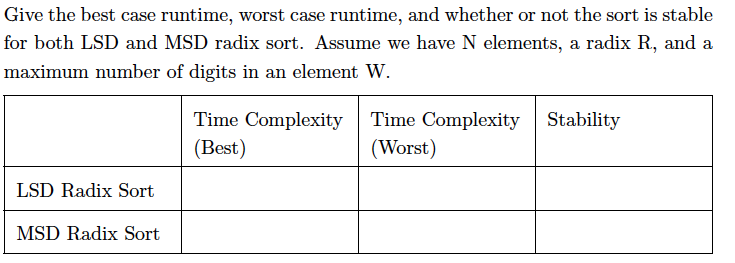 Give the best case runtime, worst case runtime, and whether or not the sort is stable
for both LSD and MSD radix sort. Assume we have N elements, a radix R, and a
maximum number of digits in an element W.
Time Complexity (Best) Time Complexity (Worst) Stability
LSD Radix Sort
MSD Radix Sort